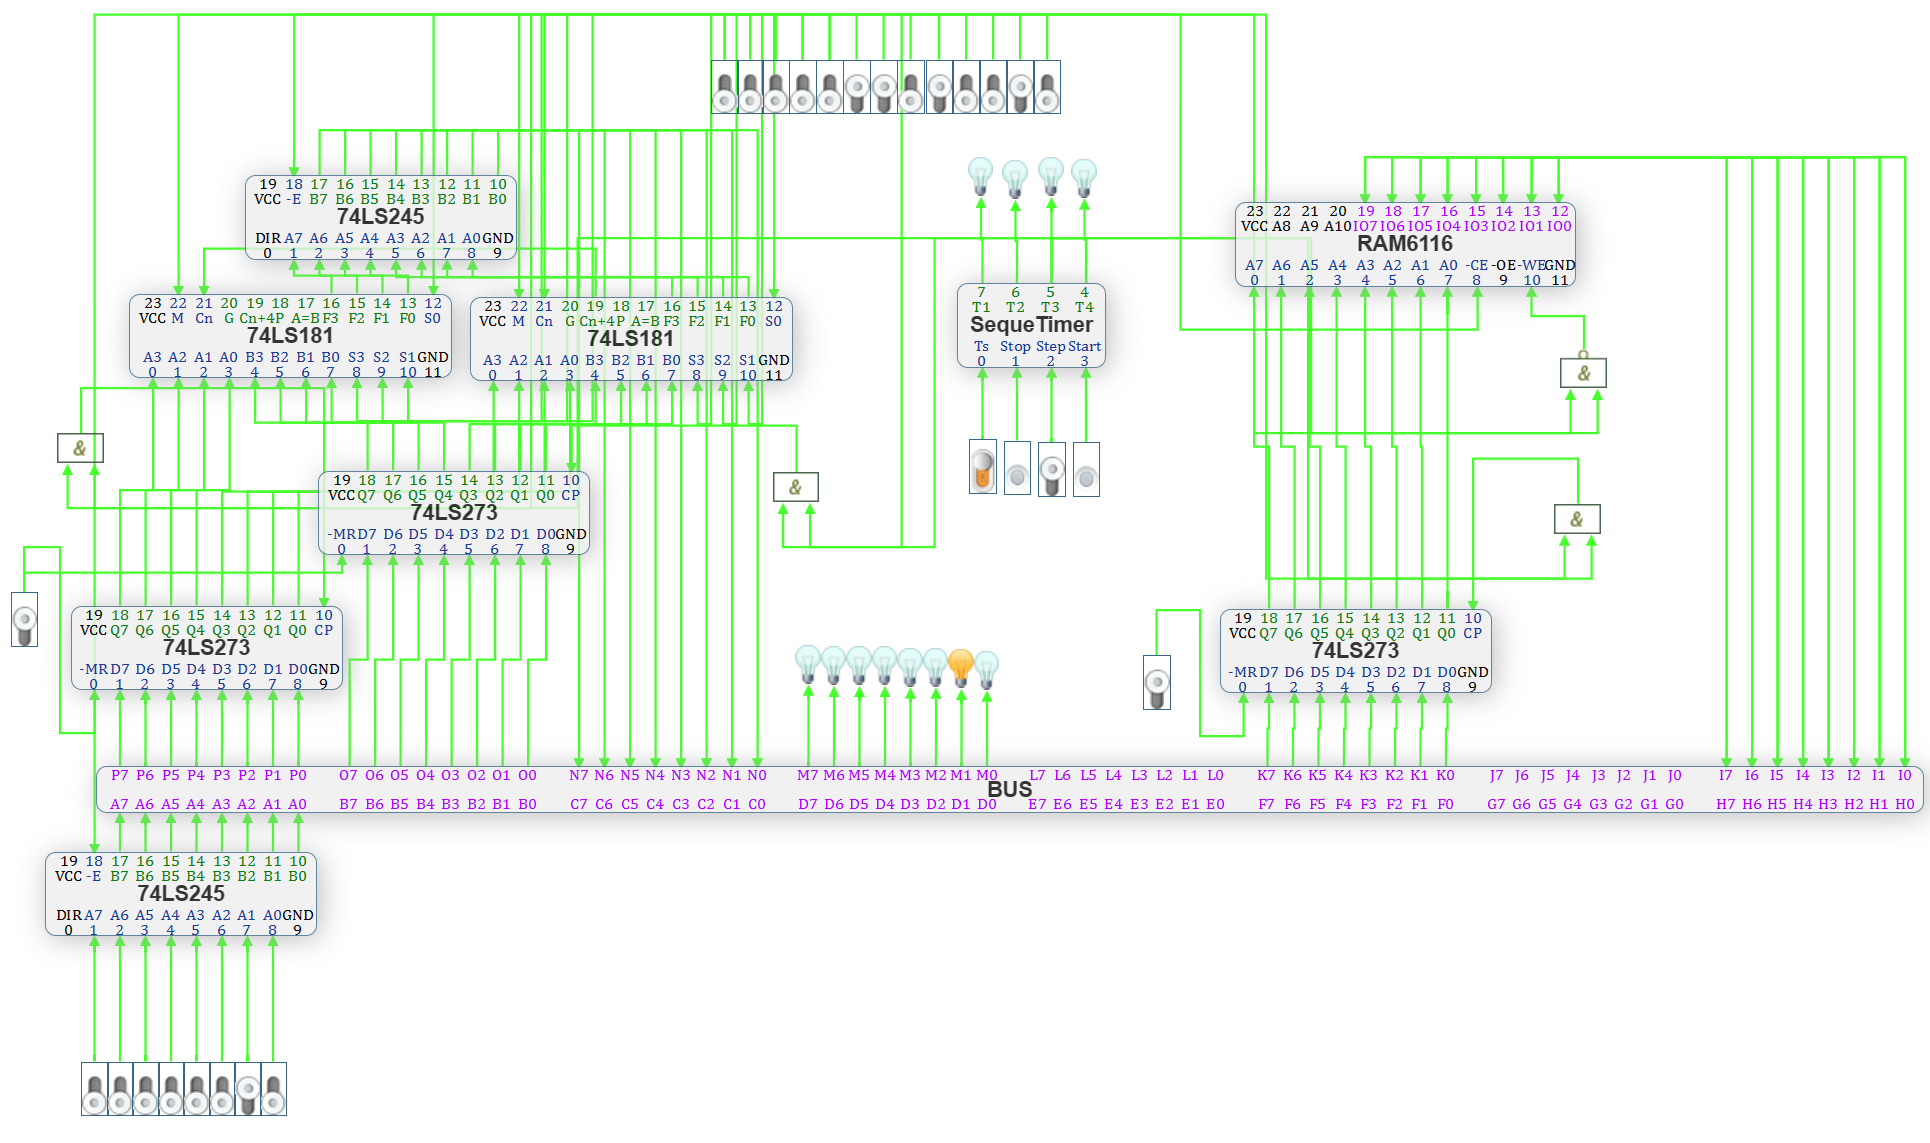 19 18 17 16 15 14 13 12 11 10
VCC -E B7 B6 B5 B4 B3 B2 B1 B0
74LS245
DIR A7 A6 A5 A4 A3 A2 A1 A0 GND
0 1 2 3 4 5 6 7 8 9
7 6 5 4
T1 T2 T3 T4
SequeTimer
Ts Stop Step Start
0 1 2 3
23 22 21 20 19 18 17 16 15 14 13 12
VCC A8 A9 A10 IO7 IO6 IO5 IO4 IO3 IO2 IO1 IO0
RAM6116
A7 A6 A5 A4 A3 A2 A1 A0 -CE -OE -WE GND
0 1 2 3 4 5 6 7 8 9 10 11
23 22 21 20 19 18 17 16 15 14 13 12
VCC M Cn G Cn+4 P A=B F3 F2 F1 F0 S0
74LS181
A3 A2 A1 A0 B3 B2 B1 B0 S3 S2 S1 GND
0 1 2 3 4 5 6 7 8 9 10 11
23 22 21 20 19 18 17 16 15 14 13 12
VCC M Cn G Cn+4 P A=B F3 F2 F1 F0 S0
74LS181
A3 A2 A1 A0 B3 B2 B1 B0 S3 S2 S1 GND
0 1 2 3 4 5 6 7 8 9 10 11
&
&
&
&
19 18 17 16 15 14 13 12 11 10
VCC Q7 Q6 Q5 Q4 Q3 Q2 Q1 Q0 CP
74LS273
-MR D7 D6 D5 D4 D3 D2 D1 D0 GND
0 1 2 3 4 5 6 7 8 9
19 18 17 16 15 14 13 12 11 10
VCC Q7 Q6 Q5 Q4 Q3 Q2 Q1 Q0 CP
74LS273
-MR D7 D6 D5 D4 D3 D2 D1 D0 GND
0 1 2 3 4 5 6 7 8 9
19 18 17 16 15 14 13 12 11 10
VCC Q7 Q6 Q5 Q4 Q3 Q2 Q1 Q0 CP
74LS273
-MR D7 D6 D5 D4 D3 D2 D1 D0 GND
0 1 2 3 4 5 6 7 8 9
P7 P6 P5 P4 P3 P2 P1 P0 O7 O6 O5 O4 O3 O2 O1 O0 N7 N6 N5 N4 N3 N2 N1 N0 M7 M6 M5 M4 M3 M2 M1 M0 L7 L6 L5 L4 L3 L2 L1 L0 K7 K6 K5 K4 K3 K2 K1 K0 J7 J6 J5 J4 J3 J2 J1 J0 I7 I6 I5 I4 I3 I2 I1 I0
BUS
A7 A6 A5 A4 A3 A2 A1 A0 B7 B6 B5 B4 B3 B2 B1 B0 C7 C6 C5 C4 C3 C2 C1 C0 D7 D6 D5 D4 D3 D2 D1 D0 E7 E6 E5 E4 E3 E2 E1 E0 F7 F6 F5 F4 F3 F2 F1 F0 G7 G6 G5 G4 G3 G2 G1 G0 H7 H6 H5 H4 H3 H2 H1 H0
19 18 17 16 15 14 13 12 11 10
VCC -E B7 B6 B5 B4 B3 B2 B1 B0
74LS245
DIR A7 A6 A5 A4 A3 A2 A1 A0 GND
0 1 2 3 4 5 6 7 8 9